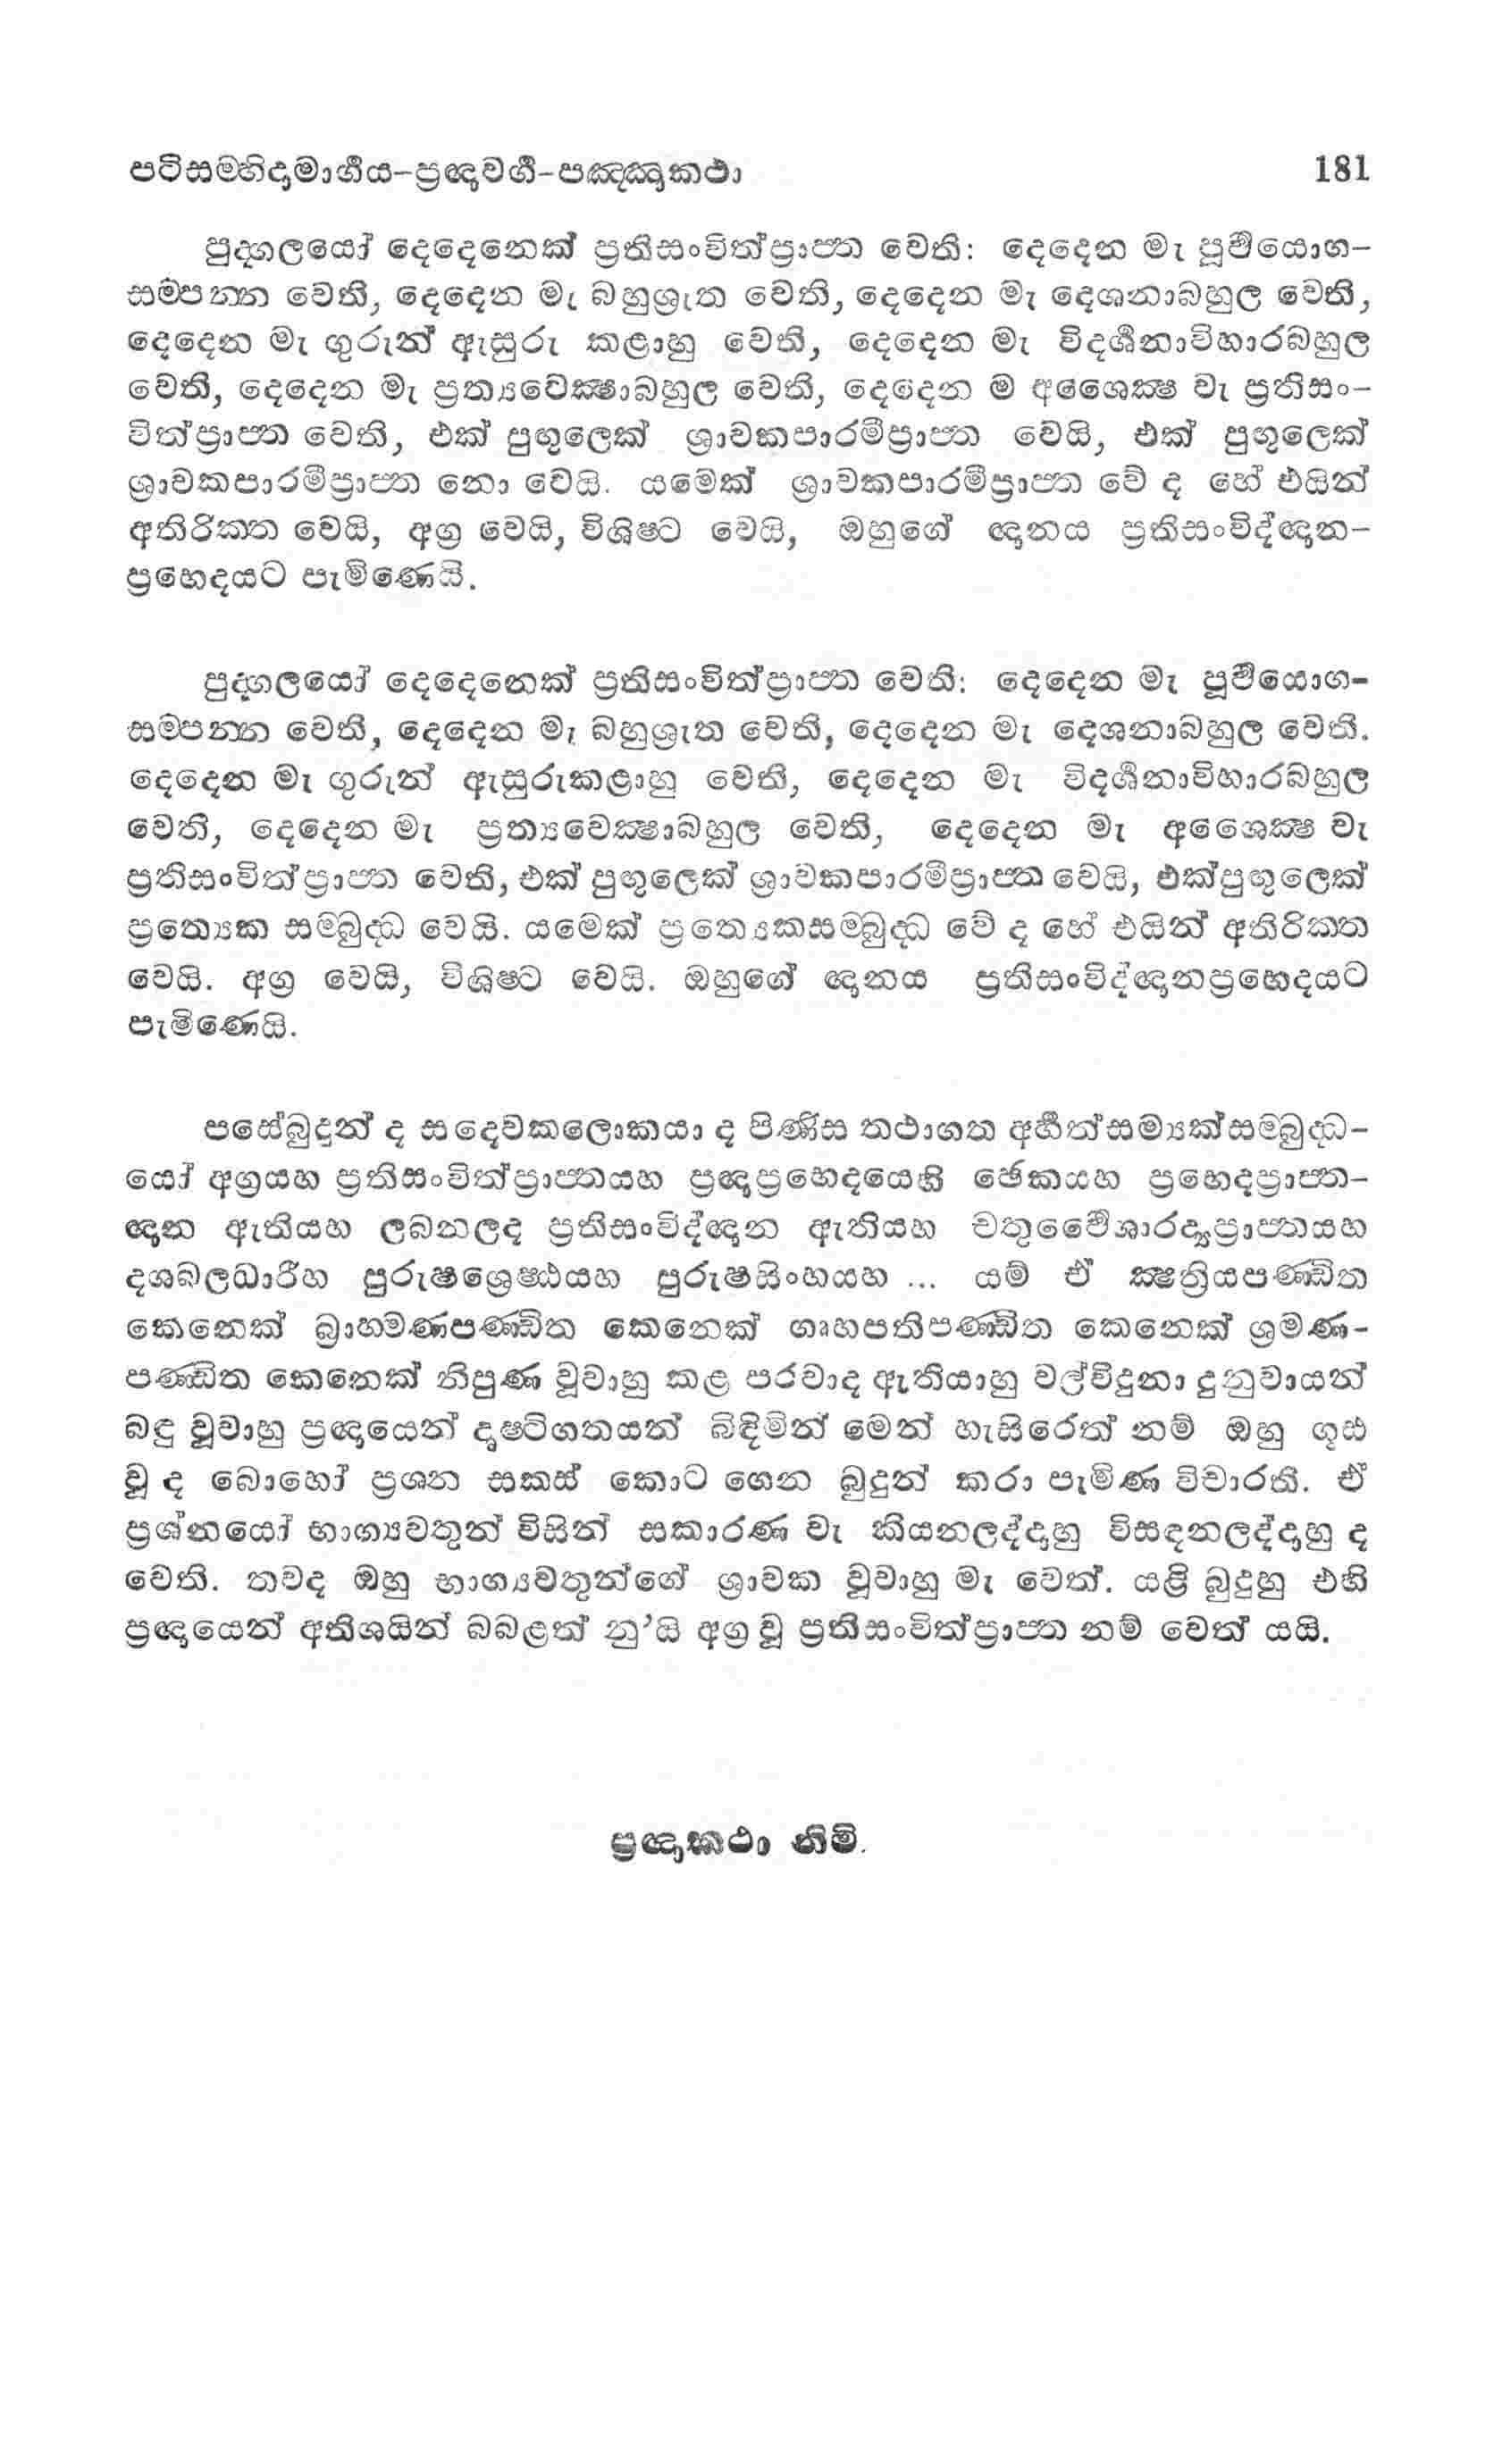 පටිසම්භිදාමාර්ගය-ප්‍රඥාවර්ග-පඤ්ඤාකථා 181
පුද්ගලයෝ දෙදෙනෙක් ප්‍රතිසංවිත්ප්‍රාප්ත වෙති: දෙදෙන මැ පූර්වයොග-
සම්පන්න වෙති, දෙදෙන මැ බහුශ්‍රැත වෙති, දෙදෙන මැ දෙශනාබහුල වෙති,
දෙදෙන මැ ගුරුන් ඇසුරු කළාහු වෙති, දෙදෙන මැ විදර්ශනාවිහාරබහුල
වෙති, දෙදෙන මැ ප්‍රත්‍යවෙක්ෂාබහුල වෙති, දෙදෙන ම අශෛක්ෂ වැ ප්‍රතිසං-
විත්ප්‍රාප්ත වෙති, එක් පුඟුලෙක් ශ්‍රාවකපාරමීප්‍රාප්ත වෙයි, එක් පුඟුලෙක්
ශ්‍රාවකපාරමීප්‍රාප්ත නො වෙයි. යමෙක් ශ්‍රාවකපාරමීප්‍රාප්ත වේ ද හේ එයින්
අතිරික්ත වෙයි, අග්‍ර වෙයි, විශිෂ්ට වෙයි, ඔහුගේ ඥානය ප්‍රතිසංවිද්ඥාන-
ප්‍රභෙදයට පැමිණෙයි.
පුද්ගලයෝ දෙදෙනෙක් ප්‍රතිසංවිත්ප්‍රාප්ත වෙති: දෙදෙන මැ පූර්වයොග-
සම්පන්න වෙති, දෙදෙන මැ බහුශ්‍රැත වෙති, දෙදෙන මැ දෙශනාබහුල වෙති.
දෙදෙන මැ ගුරුන් ඇසුරුකළාහු වෙති, දෙදෙන මැ විදර්ශනාවිහාරබහුල
වෙති, දෙදෙන මැ ප්‍රත්‍යවෙක්ෂාබහුල වෙති, දෙදෙන මැ අශෛක්ෂ වැ
ප්‍රතිසංවිත්ප්‍රාප්ත වෙති, එක් පුඟුලෙක් ශ්‍රාවකපාරමීප්‍රාප්ත වෙයි, එක්පුඟුලෙක්
ප්‍රත්‍යෙක සම්බුද්ධ වෙයි. යමෙක් ප්‍රත්‍යෙකසම්බුද්ධ වේ ද හේ එයින් අතිරික්ත
වෙයි. අග්‍ර වෙයි, විශිෂ්ට වෙයි. ඔහුගේ ඥානය ප්‍රතිසංවිද්ඥානප්‍රභෙදයට
පැමිණෙයි.
පසේබුදුන් ද සදෙවකලොකයා ද පිණිස තථාගත අර්හත්සම්‍යක්සම්බුද්ධ-
යෝ අග්‍රයහ ප්‍රතිසංවිත්ප්‍රාප්තයහ ප්‍රඥාප්‍රභෙදයෙහි ඡෙකයහ ප්‍රභෙදප්‍රාප්ත-
ඥාන ඇතියහ ලබනලද ප්‍රතිසංවිද්ඥාන ඇතියහ චතුර්වෛශාරද්‍යප්‍රාප්තයහ
දශබලධාරීහ පුරුෂශ්‍රෙෂ්ඨයහ පුරුෂසිංහයහ ... යම් ඒ ක්ෂත්‍රියපණ්ඩිත
කෙනෙක් බ්‍රාහ්මණපණ්ඩිත කෙනෙක් ගෘහපතිපණ්ඩිත කෙනෙක් ශ්‍රමණ-
පණ්ඩිත කෙනෙක් නිපුණ වූවාහු කළ පරවාද ඇතියාහු වල්විදුනා දුනුවායන්
බඳු වූවාහු ප්‍රඥායෙන් දෘෂ්ටිගතයන් බිඳිමින් මෙන් හැසිරෙත් නම් ඔහු ගූඪ
වූ ද බොහෝ ප්‍රශ්න සකස් කොට ගෙන බුදුන් කරා පැමිණ විචාරති. ඒ
ප්‍රශ්නයෝ භාග්‍යවතුන් විසින් සකාරණ වැ කියනලද්දාහු විසඳනලද්දාහු ද
වෙති. තවද ඔහු භාග්‍යවතුන්ගේ ශ්‍රාවක වූවාහු මැ වෙත්. යළි බුදුහු එහි
ප්‍රඥායෙන් අතිශයින් බබළත් නු’යි අග්‍ර වූ ප්‍රතිසංවිත්ප්‍රාප්ත නම් වෙත් යයි.
ප්‍රඥාකථා නිමි.